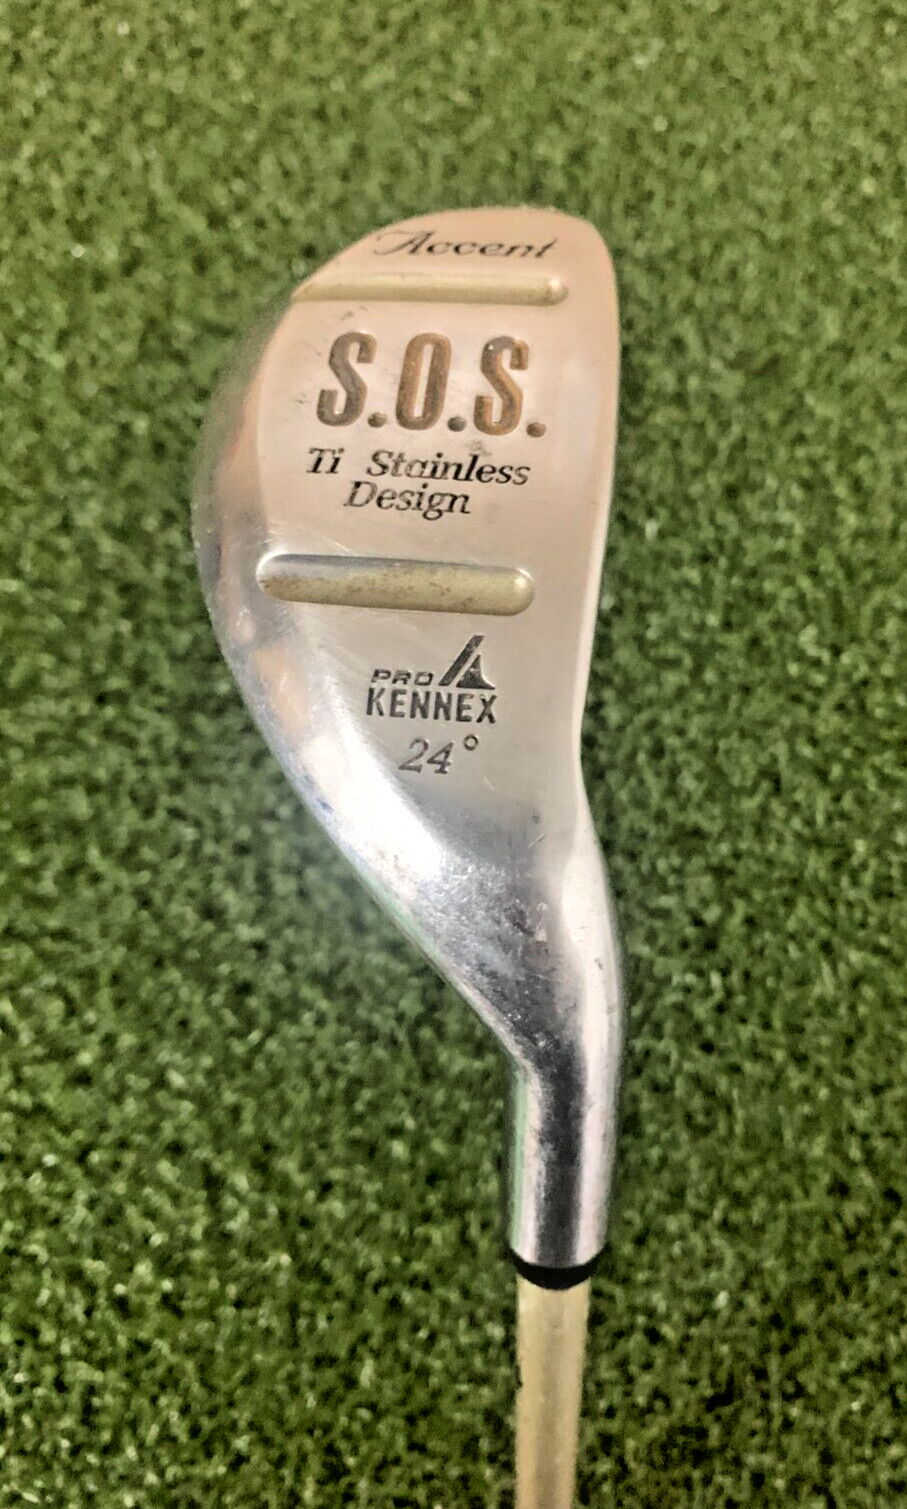 Accent
S.O.S.
Ti Stainless
Design
PRO
KENNEX
24°